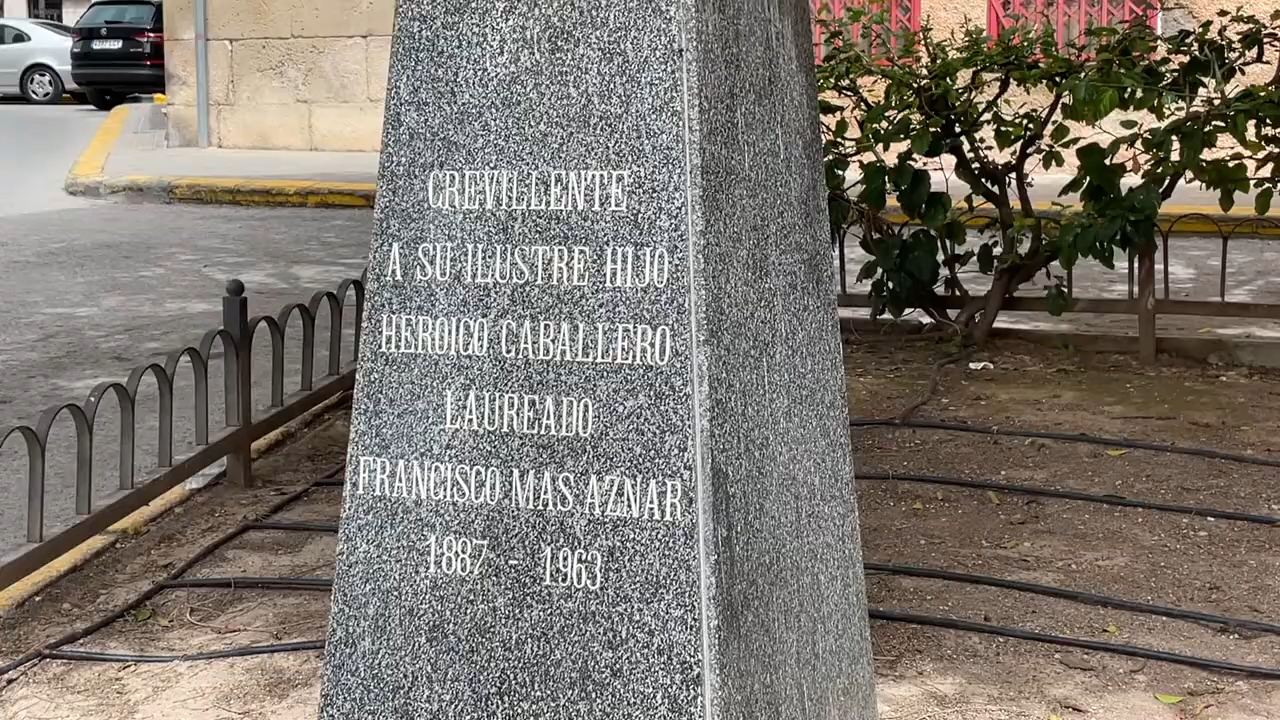 CREVILLENTE
A SU ILUSTRE HIJO
HEROICO CABALLERO
LAUREADO
FRANCISCO MAS AZNAR
1887 - 1963